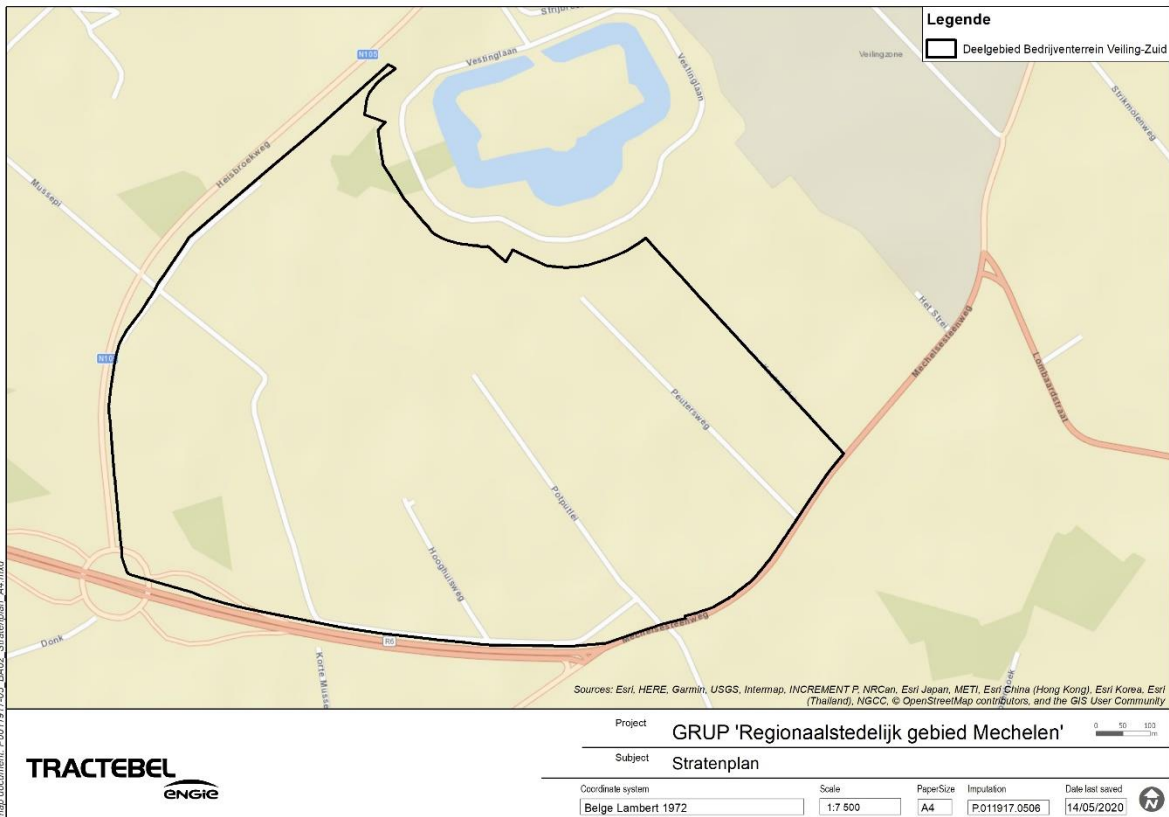 Legende
Deelgebied Bedrijventerrein Veiling-Zuid
N105
Vestinglaan
Vestinglaan
Veilingzone
Strikmolenweg
Heisbroekweg
Mussepi
Het Strei
Mechelsesteenweg
Lombaardstraat
Peutersweg
Potputfei
Hooghuisweg
Mechelsesteenweg
R6
Donk
Korte Musse
Sources: Esri, HERE, Garmin, USGS, Intermap, INCREMENT P, NRCan, Esri Japan, METI, Esri China (Hong Kong), Esri Korea, Esri
(Thailand), NGCC, © OpenStreetMap contributors, and the GIS User Community
Project
GRUP 'Regionaalstedelijk gebied Mechelen'
0 50 100
m
Subject
Stratenplan
TRACTEBEL
ENGIE
Coordinate system
Scale
PaperSize
Imputation
Date last saved
Belge Lambert 1972
1:7 500
A4
P.011917.0506
14/05/2020
N